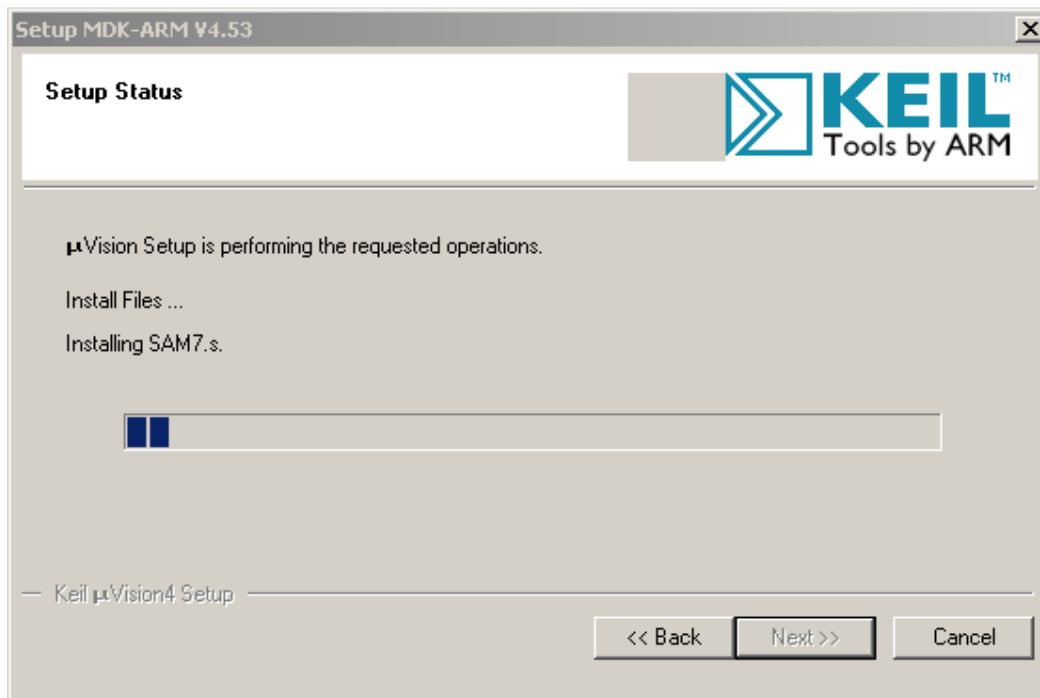 Setup MDK-ARM V4.53
Setup Status
KEIL™
Tools by ARM
µVision Setup is performing the requested operations.
Install Files ...
Installing SAM7.s.
Keil µVision4 Setup
<< Back
Next >>
Cancel